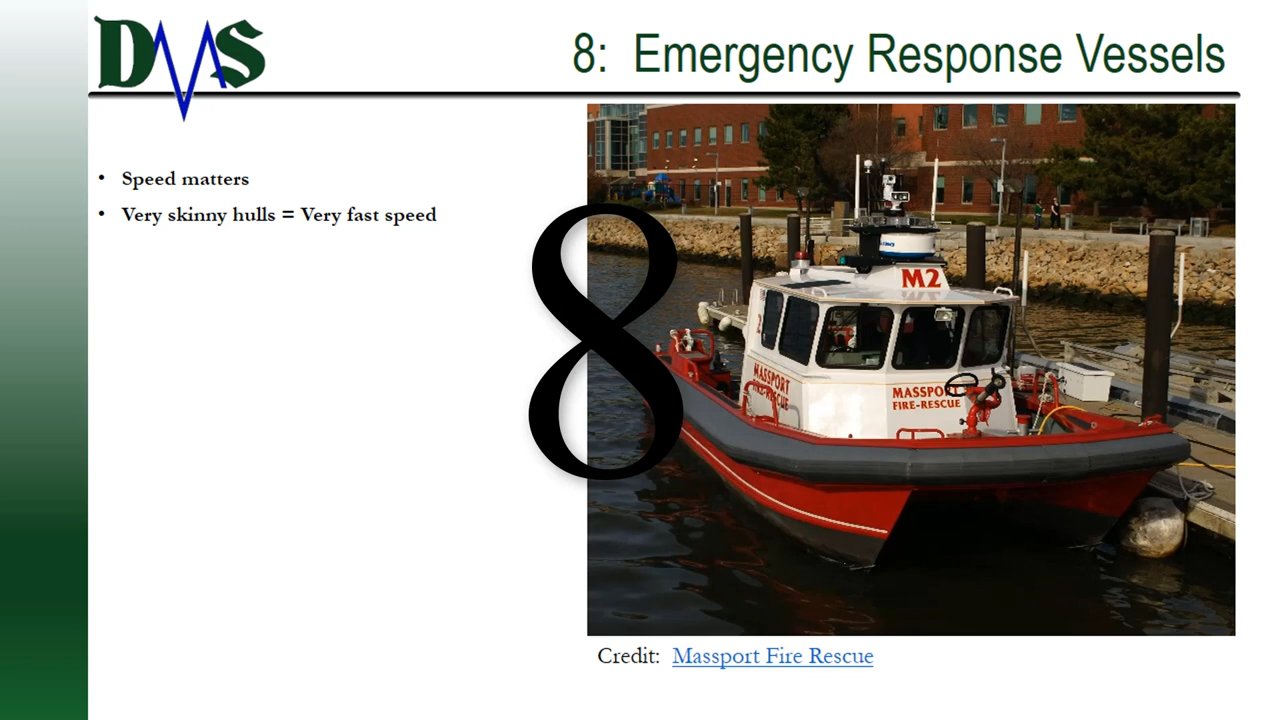 DMS
8: Emergency Response Vessels
• Speed matters
• Very skinny hulls = Very fast speed
8
M2
MASSPORT
FIRE-RESCUE
MASSPORT
FIRE-RESCUE
Credit: Massport Fire Rescue